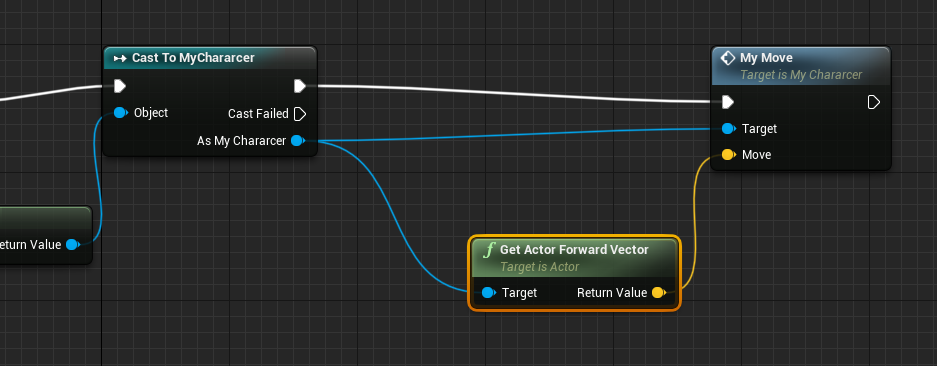 Cast To MyChararcer
Object
Cast Failed
As My Chararcer
eturn Value
My Move
Target is My Chararcer
Target
Move
f Get Actor Forward Vector
Target is Actor
Target
Return Value